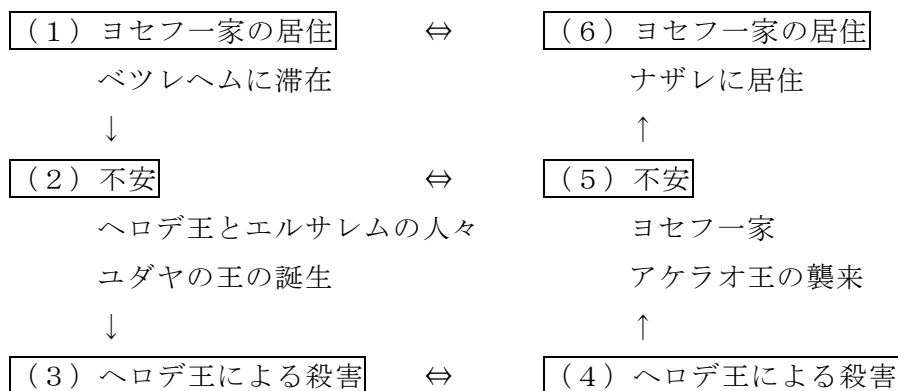 （１）ヨセフ一家の居住 ⇔ （６）ヨセフ一家の居住
ベツレヘムに滞在 ナザレに居住
↓ ↑
（２）不安 ⇔ （５）不安
ヘロデ王とエルサレムの人々 ヨセフ一家
ユダヤの王の誕生 アケラオ王の襲来
↓ ↑
（３）ヘロデ王による殺害 ⇔ （４）ヘロデ王による殺害